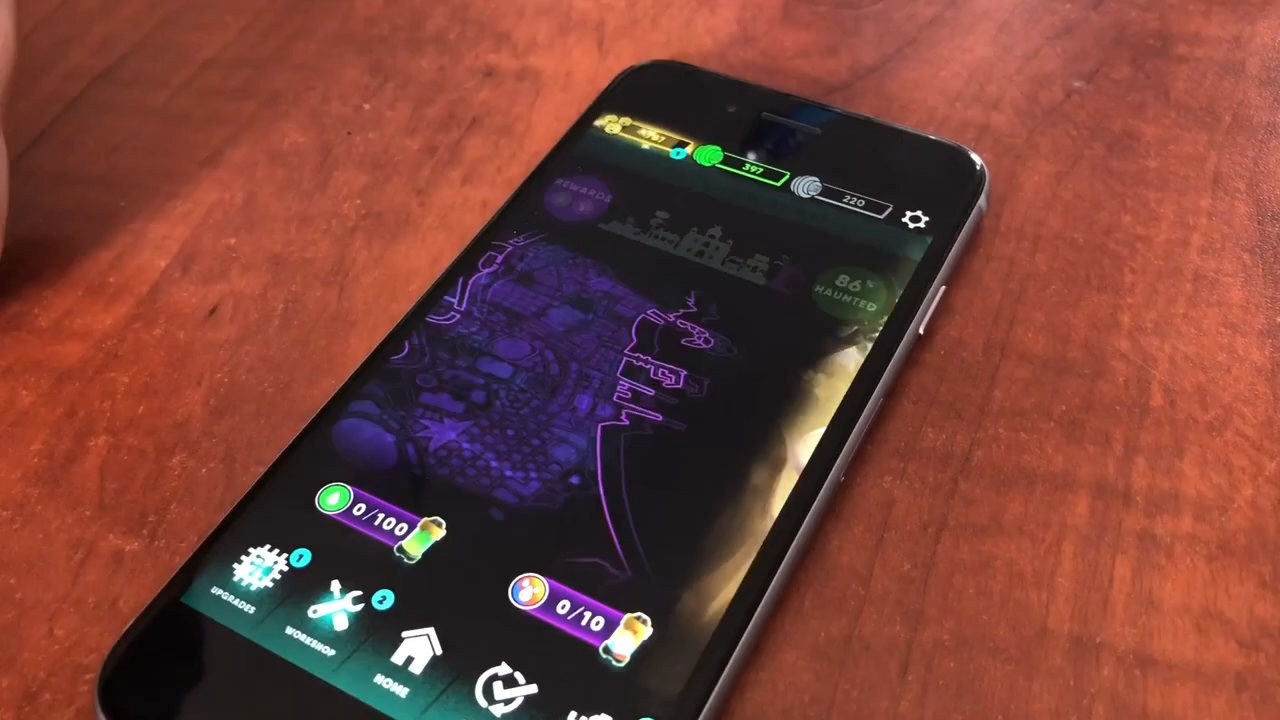 397
220
REWARDS
86%
HAUNTED
0/100
0/10
1
2
UPGRADES
WORKSHOP
HOME